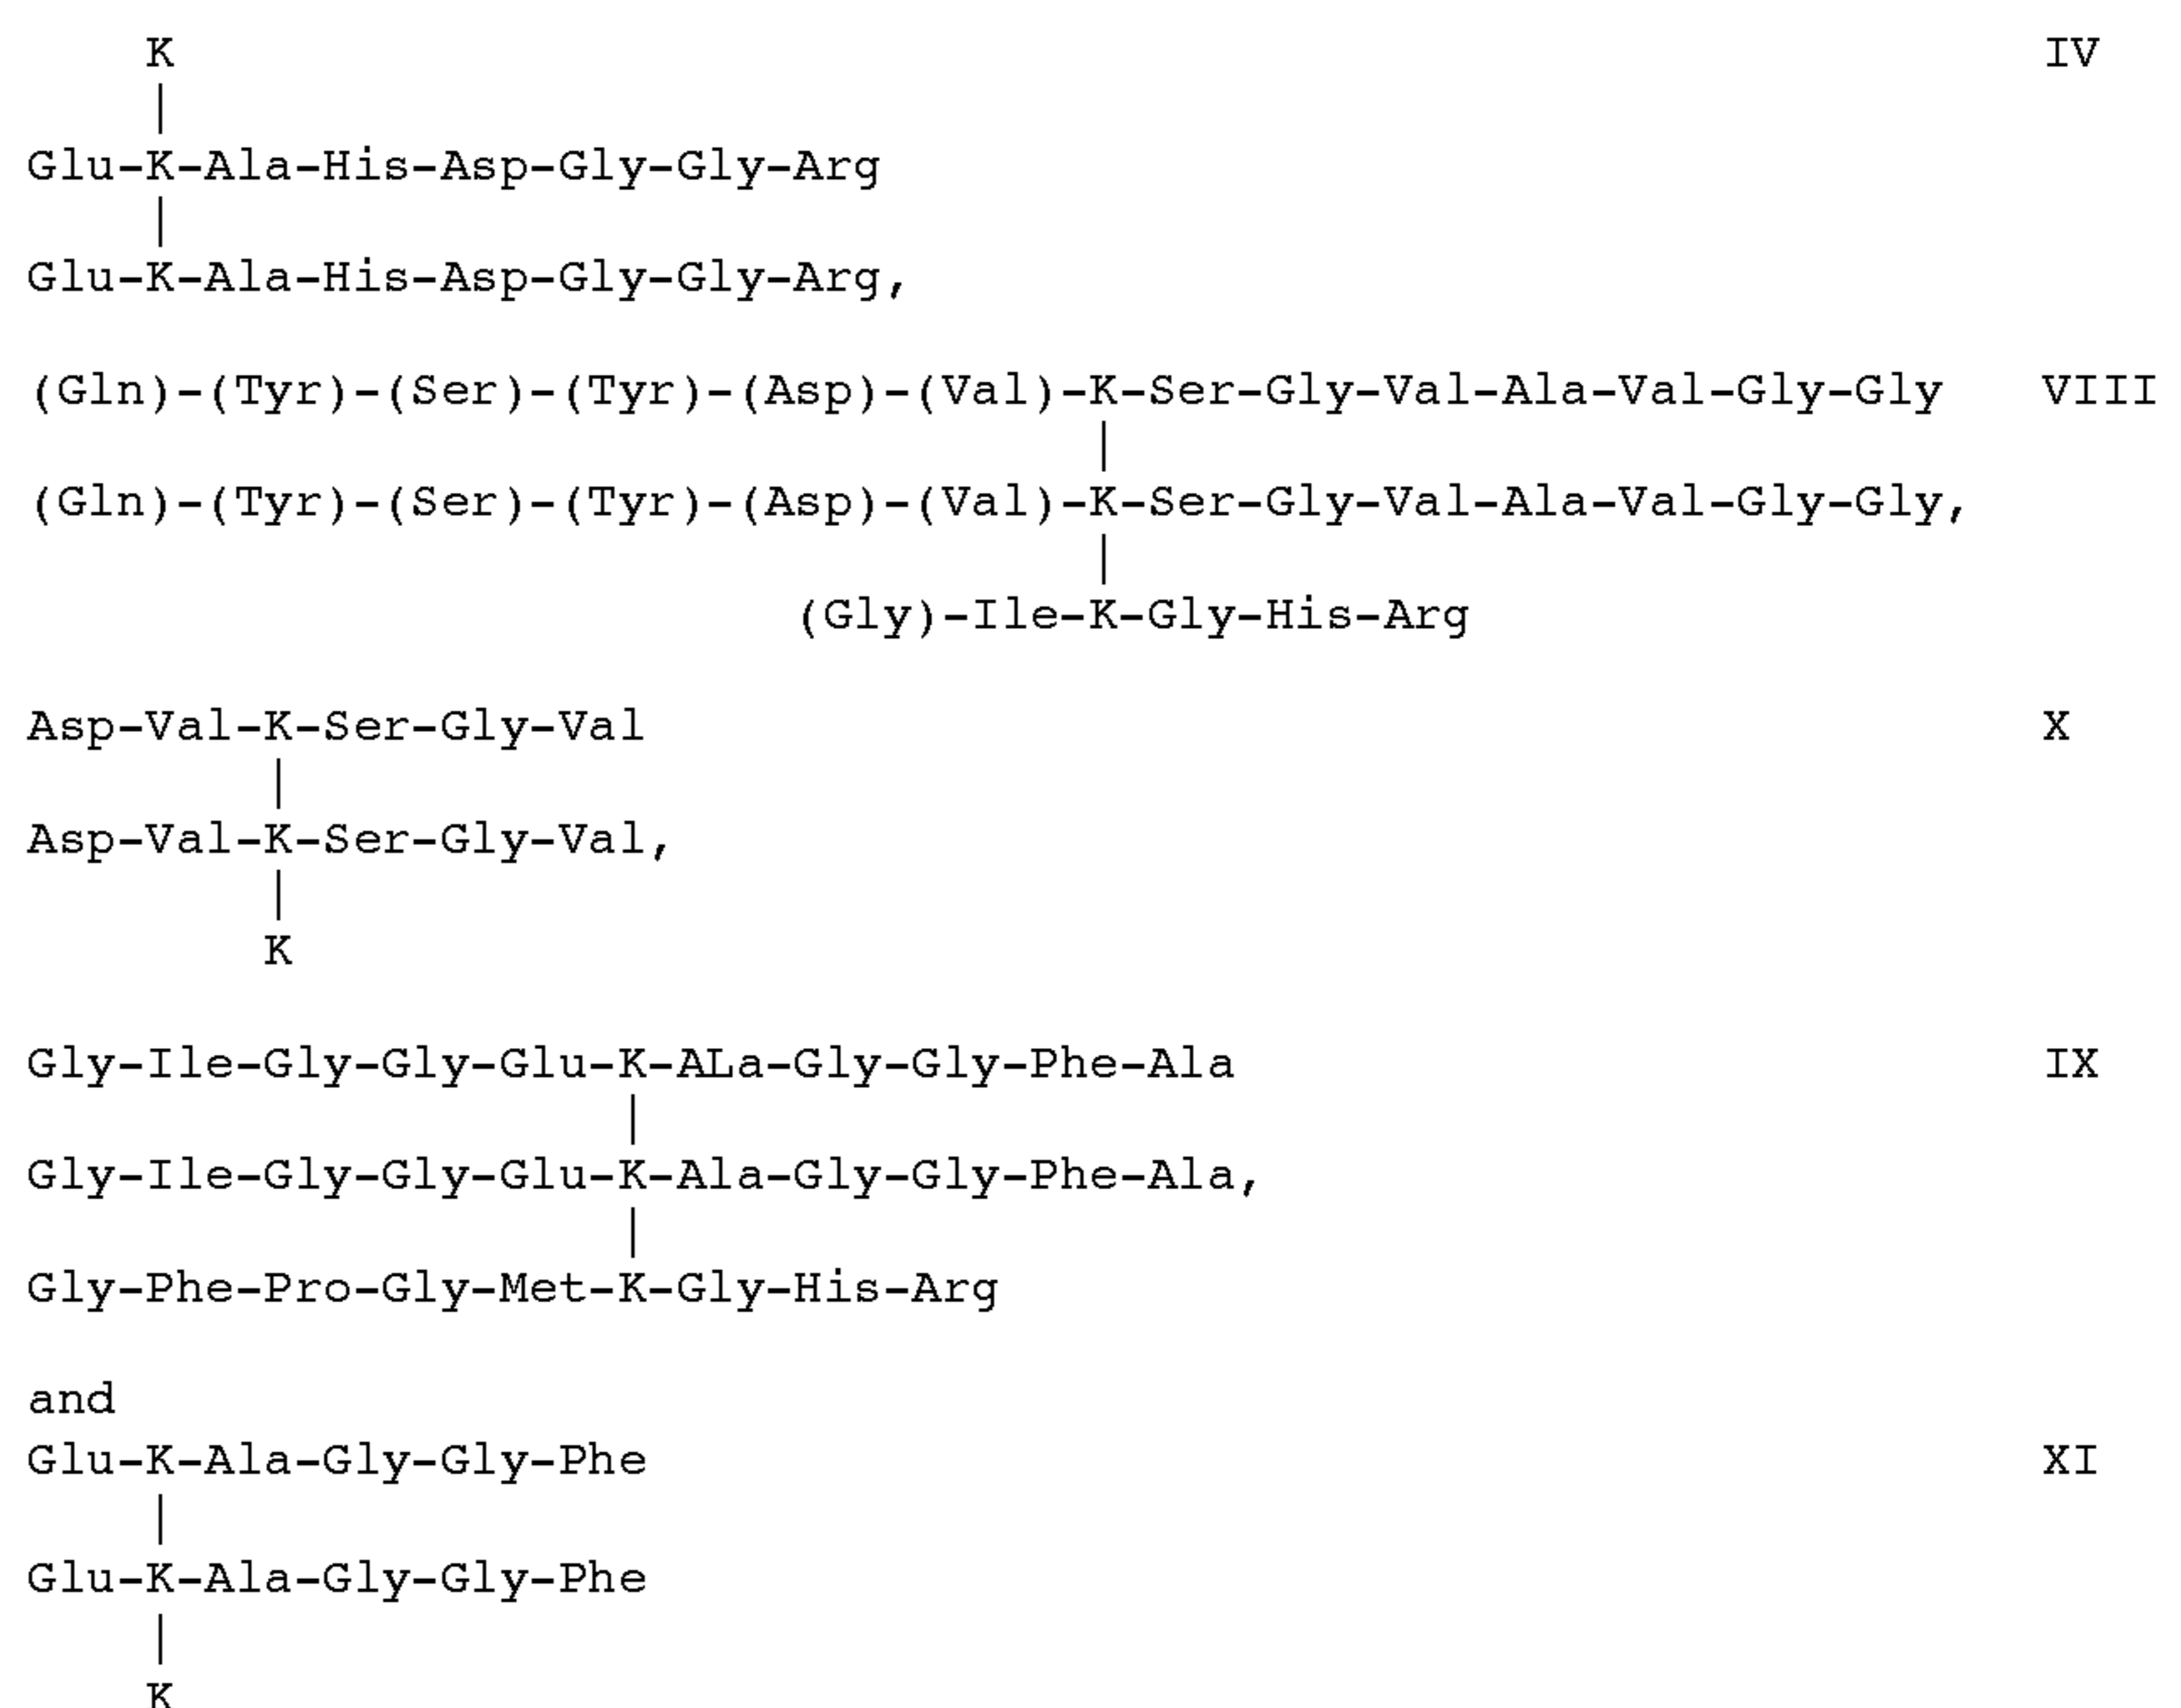 K IV
|
Glu-K-Ala-His-Asp-Gly-Gly-Arg
|
Glu-K-Ala-His-Asp-Gly-Gly-Arg,
(Gln)-(Tyr)-(Ser)-(Tyr)-(Asp)-(Val)-K-Ser-Gly-Val-Ala-Val-Gly-Gly VIII
|
(Gln)-(Tyr)-(Ser)-(Tyr)-(Asp)-(Val)-K-Ser-Gly-Val-Ala-Val-Gly-Gly,
|
(Gly)-Ile-K-Gly-His-Arg
Asp-Val-K-Ser-Gly-Val X
|
Asp-Val-K-Ser-Gly-Val,
|
K
Gly-Ile-Gly-Gly-Glu-K-ALa-Gly-Gly-Phe-Ala IX
|
Gly-Ile-Gly-Gly-Glu-K-Ala-Gly-Gly-Phe-Ala,
|
Gly-Phe-Pro-Gly-Met-K-Gly-His-Arg
and
Glu-K-Ala-Gly-Gly-Phe XI
|
Glu-K-Ala-Gly-Gly-Phe
|
K